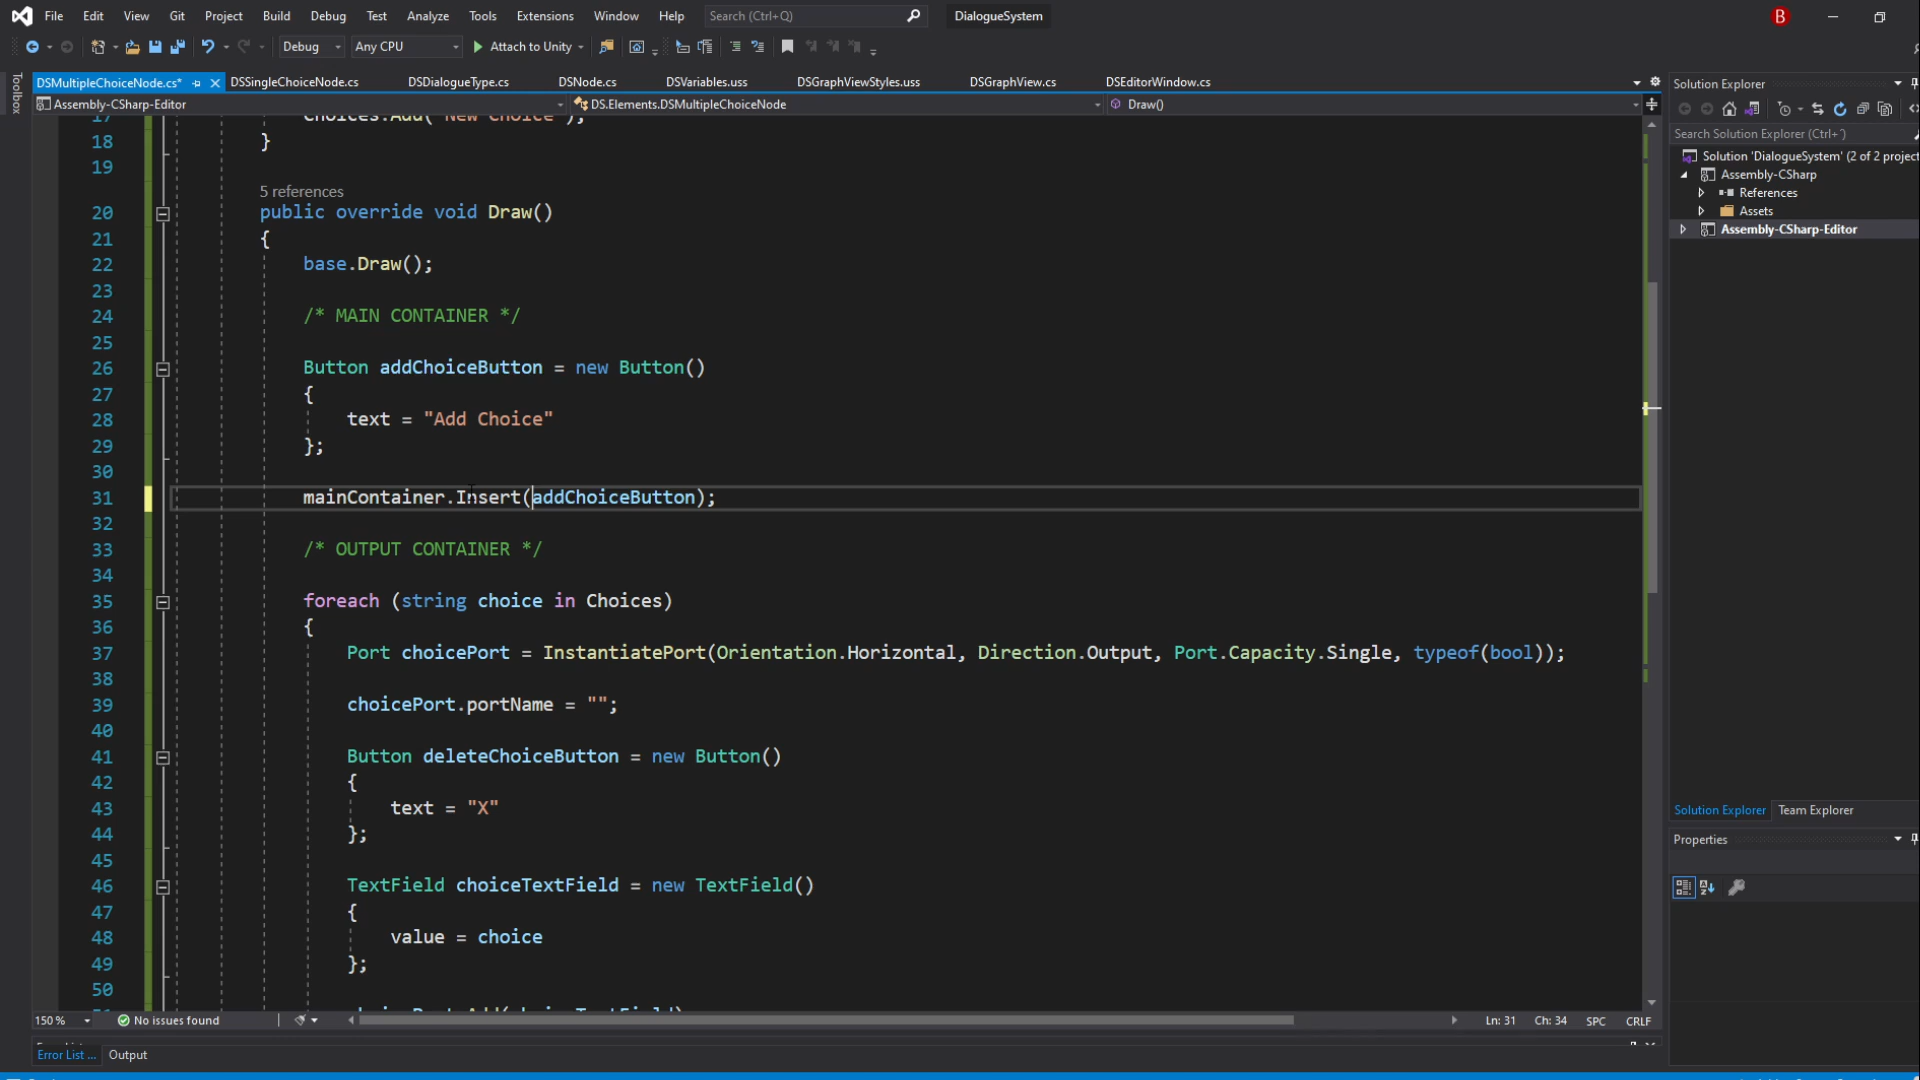 File Edit View Git Project Build Debug Test Analyze Tools Extensions Window Help Search (Ctrl+Q) DialogueSystem B
Debug Any CPU Attach to Unity
Toolbox
DSMultipleChoiceNode.cs* DSSingleChoiceNode.cs DSDialogueType.cs DSNode.cs DSVariables.uss DSGraphViewStyles.uss DSGraphView.cs DSEditorWindow.cs
Assembly-CSharp-Editor DS.Elements.DSMultipleChoiceNode Draw()
17 Choices.Add("New Choice");
18 }
19
5 references
20 public override void Draw()
21 {
22 base.Draw();
23
24 /* MAIN CONTAINER */
25
26 Button addChoiceButton = new Button()
27 {
28 text = "Add Choice"
29 };
30
31 mainContainer.Insert(addChoiceButton);
32
33 /* OUTPUT CONTAINER */
34
35 foreach (string choice in Choices)
36 {
37 Port choicePort = InstantiatePort(Orientation.Horizontal, Direction.Output, Port.Capacity.Single, typeof(bool));
38
39 choicePort.portName = "";
40
41 Button deleteChoiceButton = new Button()
42 {
43 text = "X"
44 };
45
46 TextField choiceTextField = new TextField()
47 {
48 value = choice
49 };
50
150 % No issues found Ln: 31 Ch: 34 SPC CRLF
Error List ... Output
Solution Explorer
Search Solution Explorer (Ctrl+´)
Solution 'DialogueSystem' (2 of 2 project
Assembly-CSharp
References
Assets
Assembly-CSharp-Editor
Solution Explorer Team Explorer
Properties